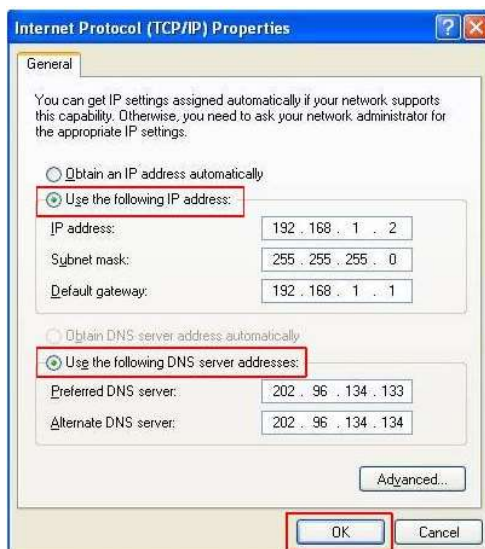 Internet Protocol (TCP/IP) Properties
General
You can get IP settings assigned automatically if your network supports
this capability. Otherwise, you need to ask your network administrator for
the appropriate IP settings.
Obtain an IP address automatically
Use the following IP address:
IP address: 192 . 168 . 1 . 2
Subnet mask: 255 . 255 . 255 . 0
Default gateway: 192 . 168 . 1 . 1
Obtain DNS server address automatically
Use the following DNS server addresses:
Preferred DNS server: 202 . 96 . 134 . 133
Alternate DNS server: 202 . 96 . 134 . 134
Advanced...
OK Cancel